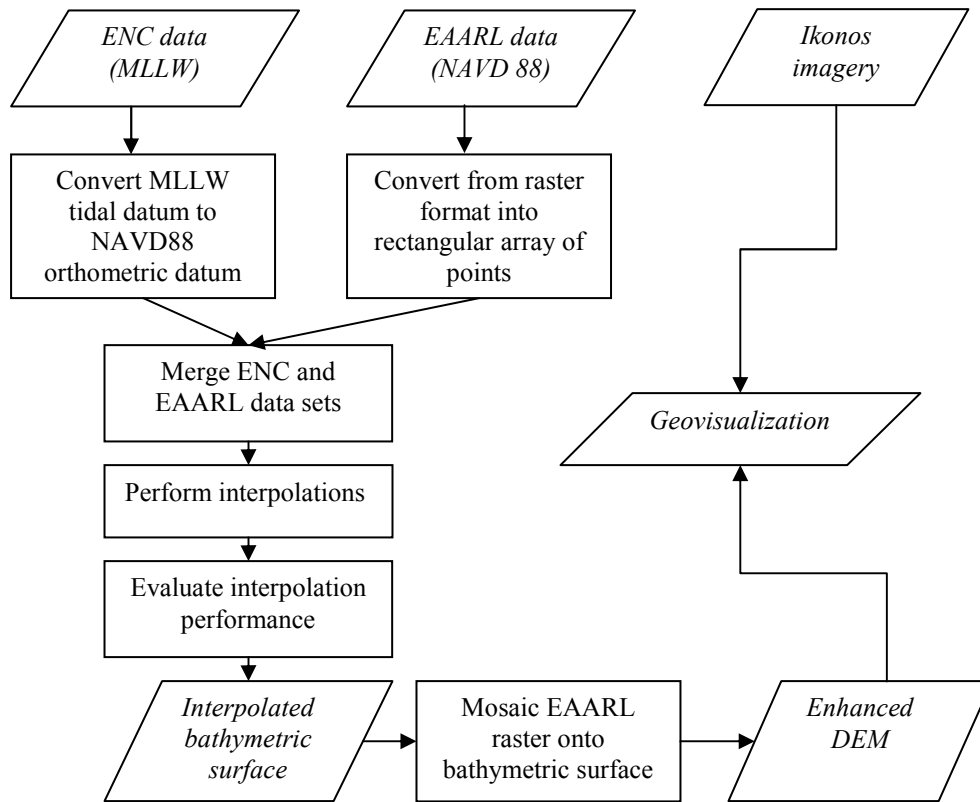 ENC data
(MLLW)
EAARL data
(NAVD 88)
Ikonos
imagery
Convert MLLW
tidal datum to
NAVD88
orthometric datum
Convert from raster
format into
rectangular array of
points
Merge ENC and
EAARL data sets
Geovisualization
Perform interpolations
Evaluate interpolation
performance
Interpolated
bathymetric
surface
Mosaic EAARL
raster onto
bathymetric surface
Enhanced
DEM